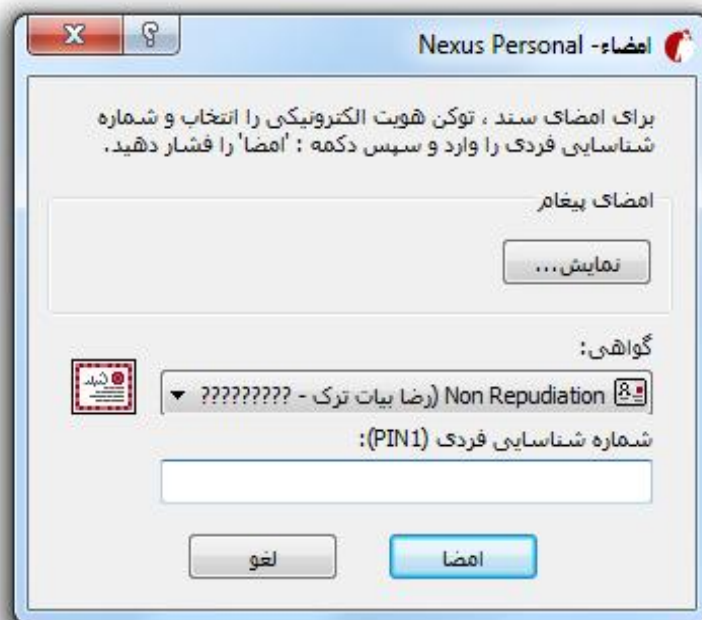 امضاء- Nexus Personal
برای امضای سند ، توکن هویت الکترونیکی را انتخاب و شماره
شناسایی فردی را وارد و سپس دکمه : 'امضا' را فشار دهید.
امضای پیغام
نمایش...
گواهی:
Non Repudiation (رضا بیات ترک - ?????????
شماره شناسایی فردی (PIN1):
امضا
لغو